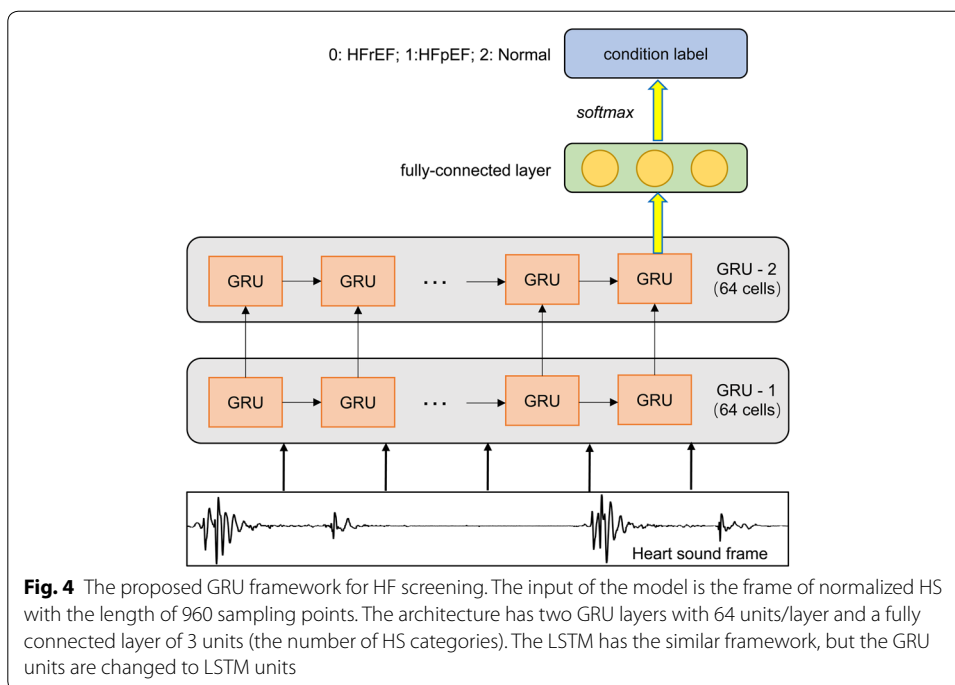 0: HFrEF; 1:HFpEF; 2: Normal
condition label
softmax
fully-connected layer
GRU GRU ... GRU GRU
GRU - 2
(64 cells)
GRU GRU ... GRU GRU
GRU - 1
(64 cells)
Heart sound frame
Fig. 4 The proposed GRU framework for HF screening. The input of the model is the frame of normalized HS
with the length of 960 sampling points. The architecture has two GRU layers with 64 units/layer and a fully
connected layer of 3 units (the number of HS categories). The LSTM has the similar framework, but the GRU
units are changed to LSTM units